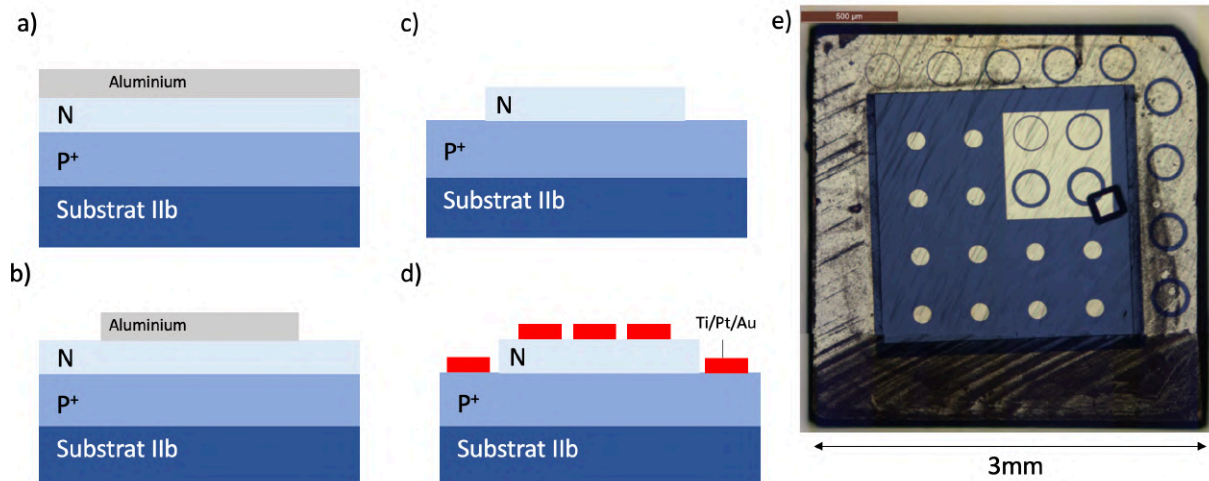 a)
Aluminium
N
P⁺
Substrat IIb
b)
Aluminium
N
P⁺
Substrat IIb
c)
N
P⁺
Substrat IIb
d)
Ti/Pt/Au
N
P⁺
Substrat IIb
e)
500 µm
3mm